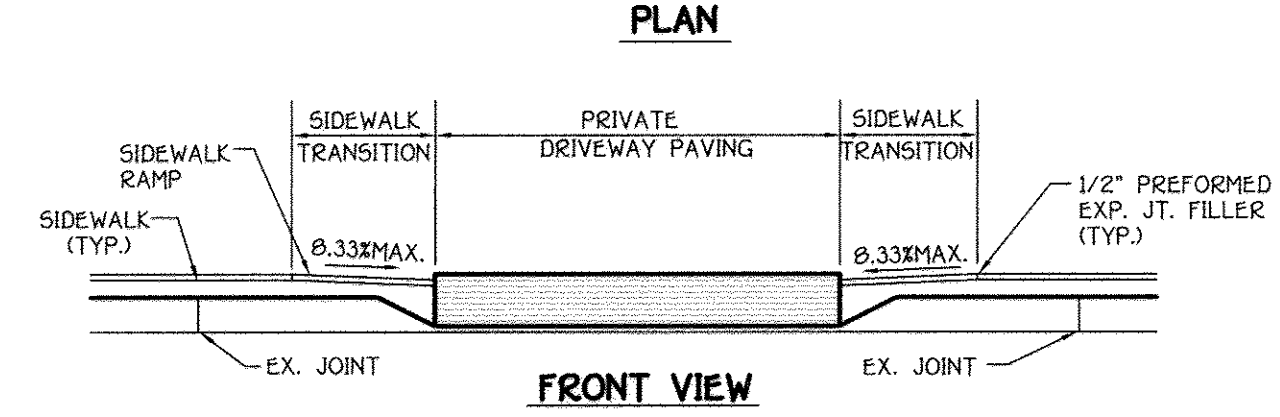 PLAN
SIDEWALK
TRANSITION
PRIVATE
DRIVEWAY PAVING
SIDEWALK
TRANSITION
SIDEWALK
RAMP
1/2" PREFORMED
EXP. JT. FILLER
(TYP.)
SIDEWALK
(TYP.)
8.33%MAX.
8.33%MAX.
EX. JOINT
EX. JOINT
FRONT VIEW